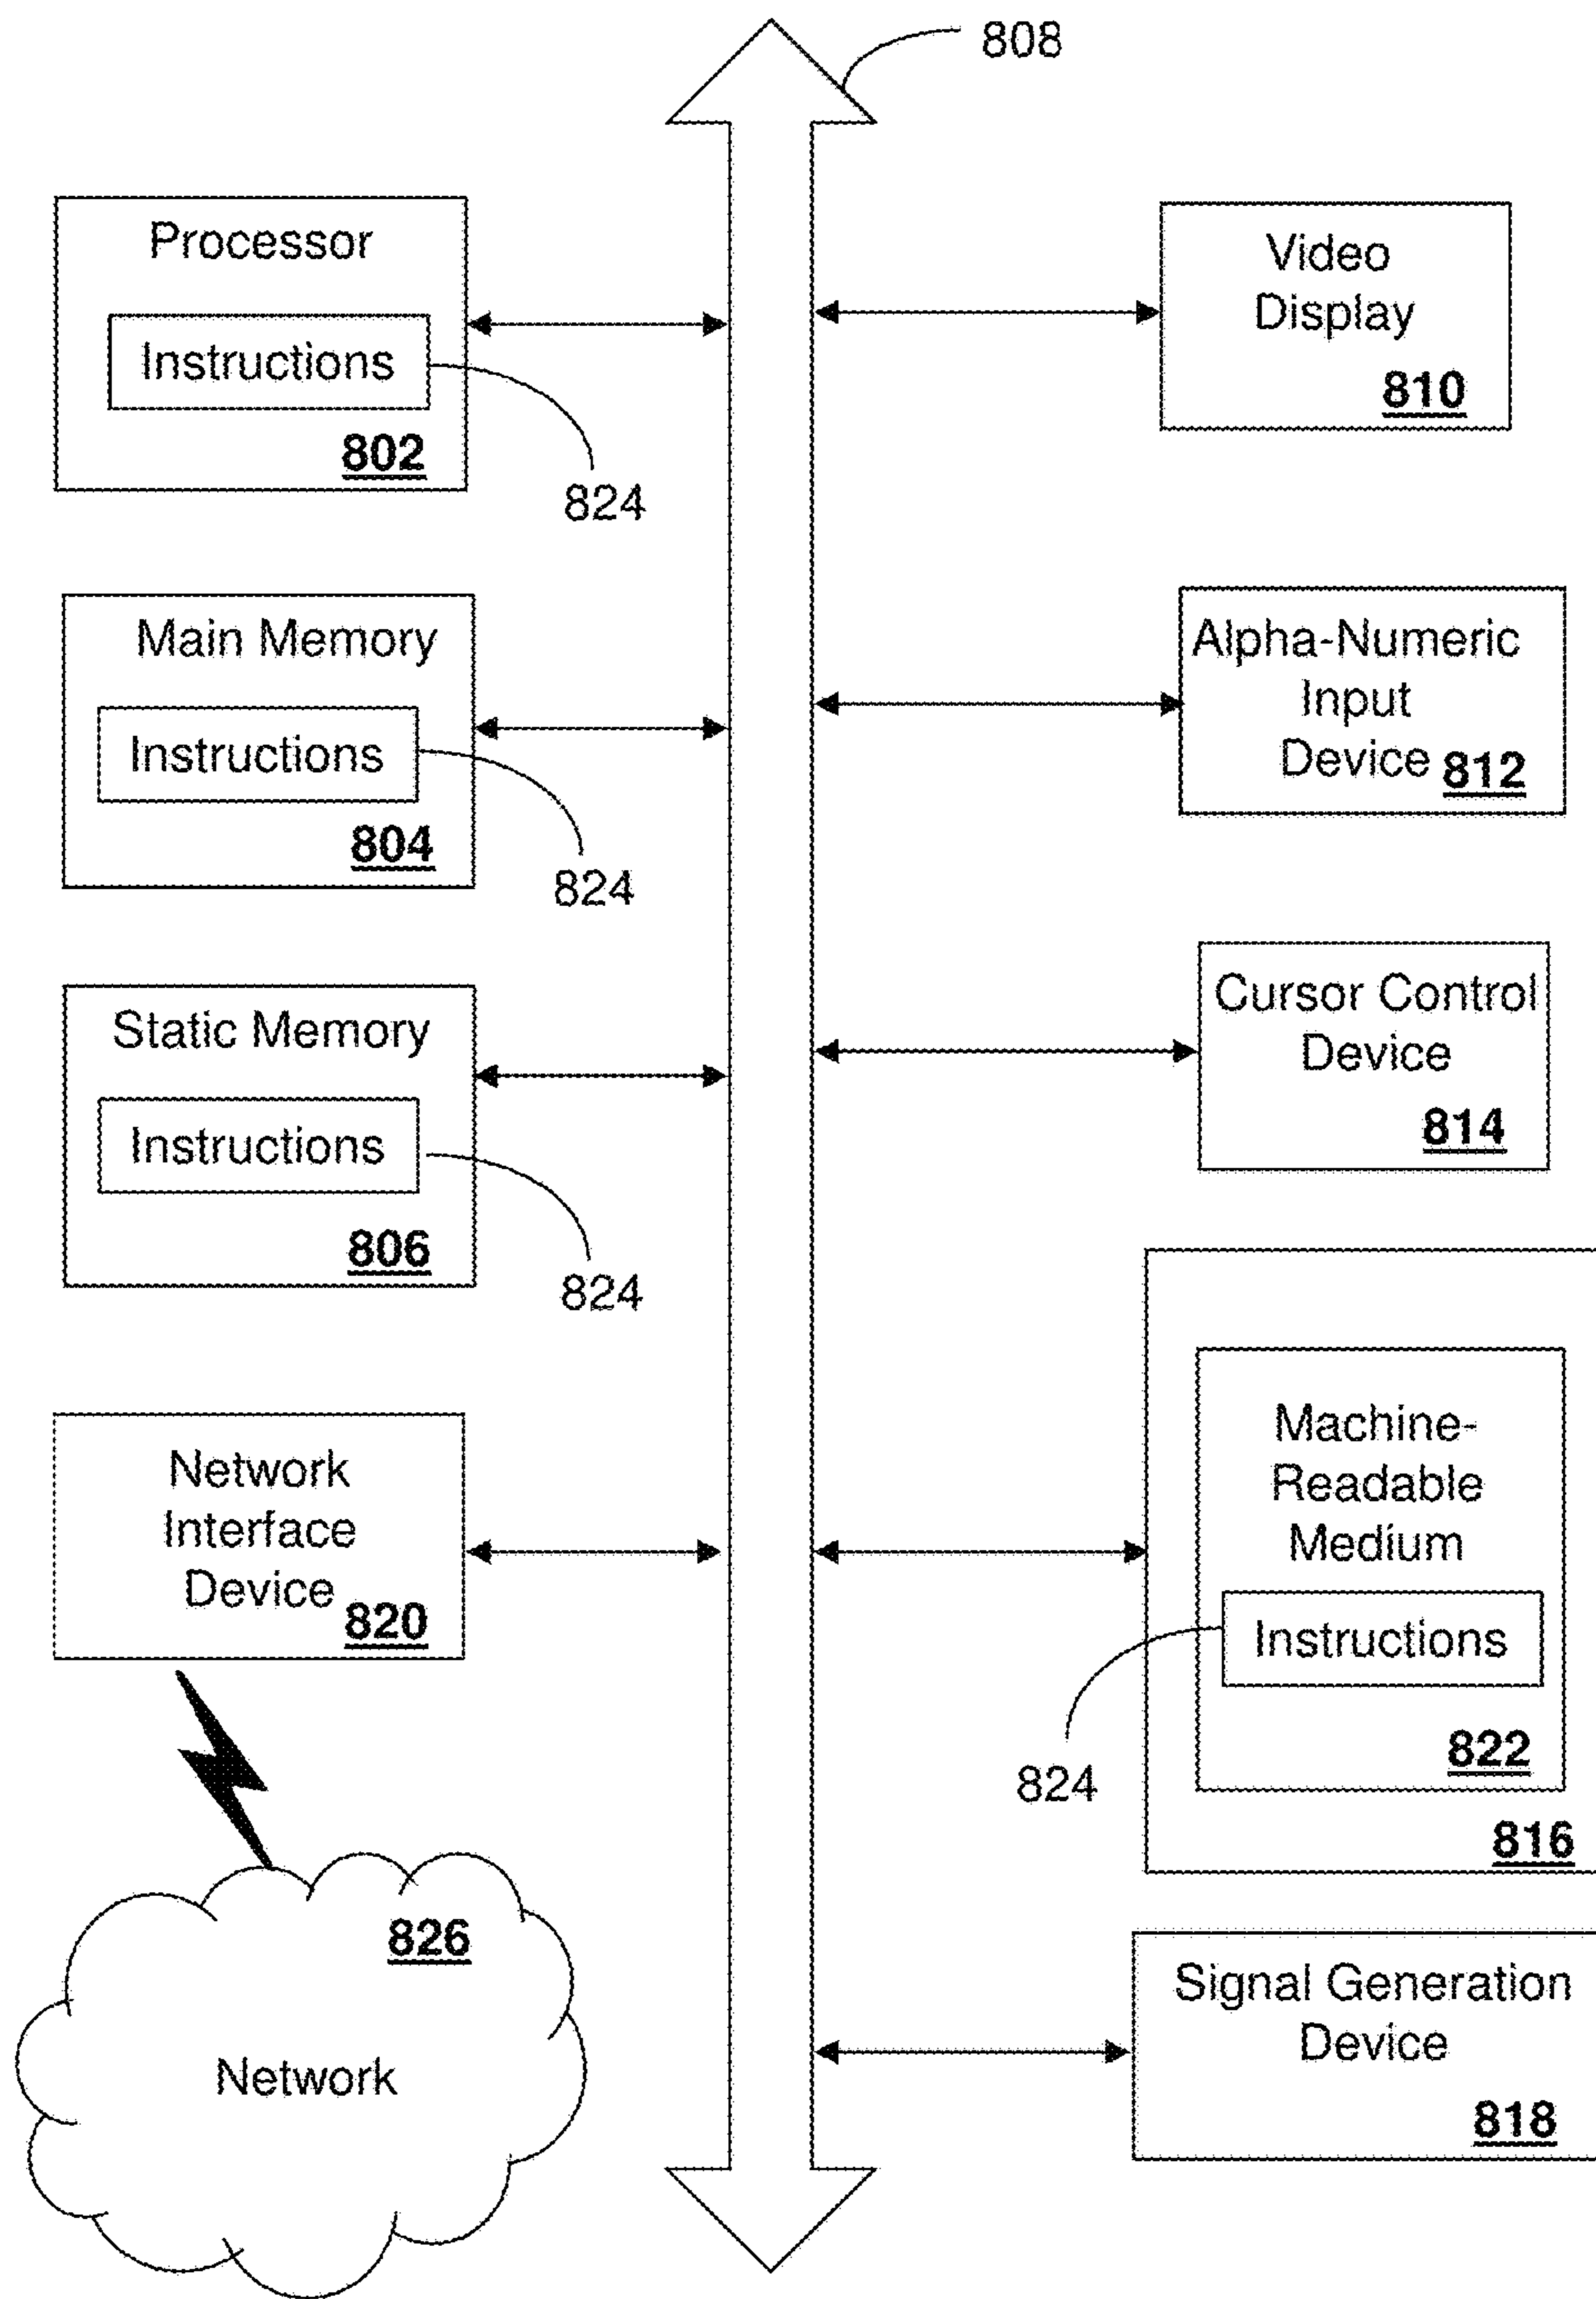 808
Processor
Instructions
802
824
Main Memory
Instructions
804
824
Static Memory
Instructions
806
824
Network
Interface
Device
820
826
Network
Video
Display
810
Alpha-Numeric
Input
Device
812
Cursor Control
Device
814
Machine-
Readable
Medium
Instructions
824
822
816
Signal Generation
Device
818